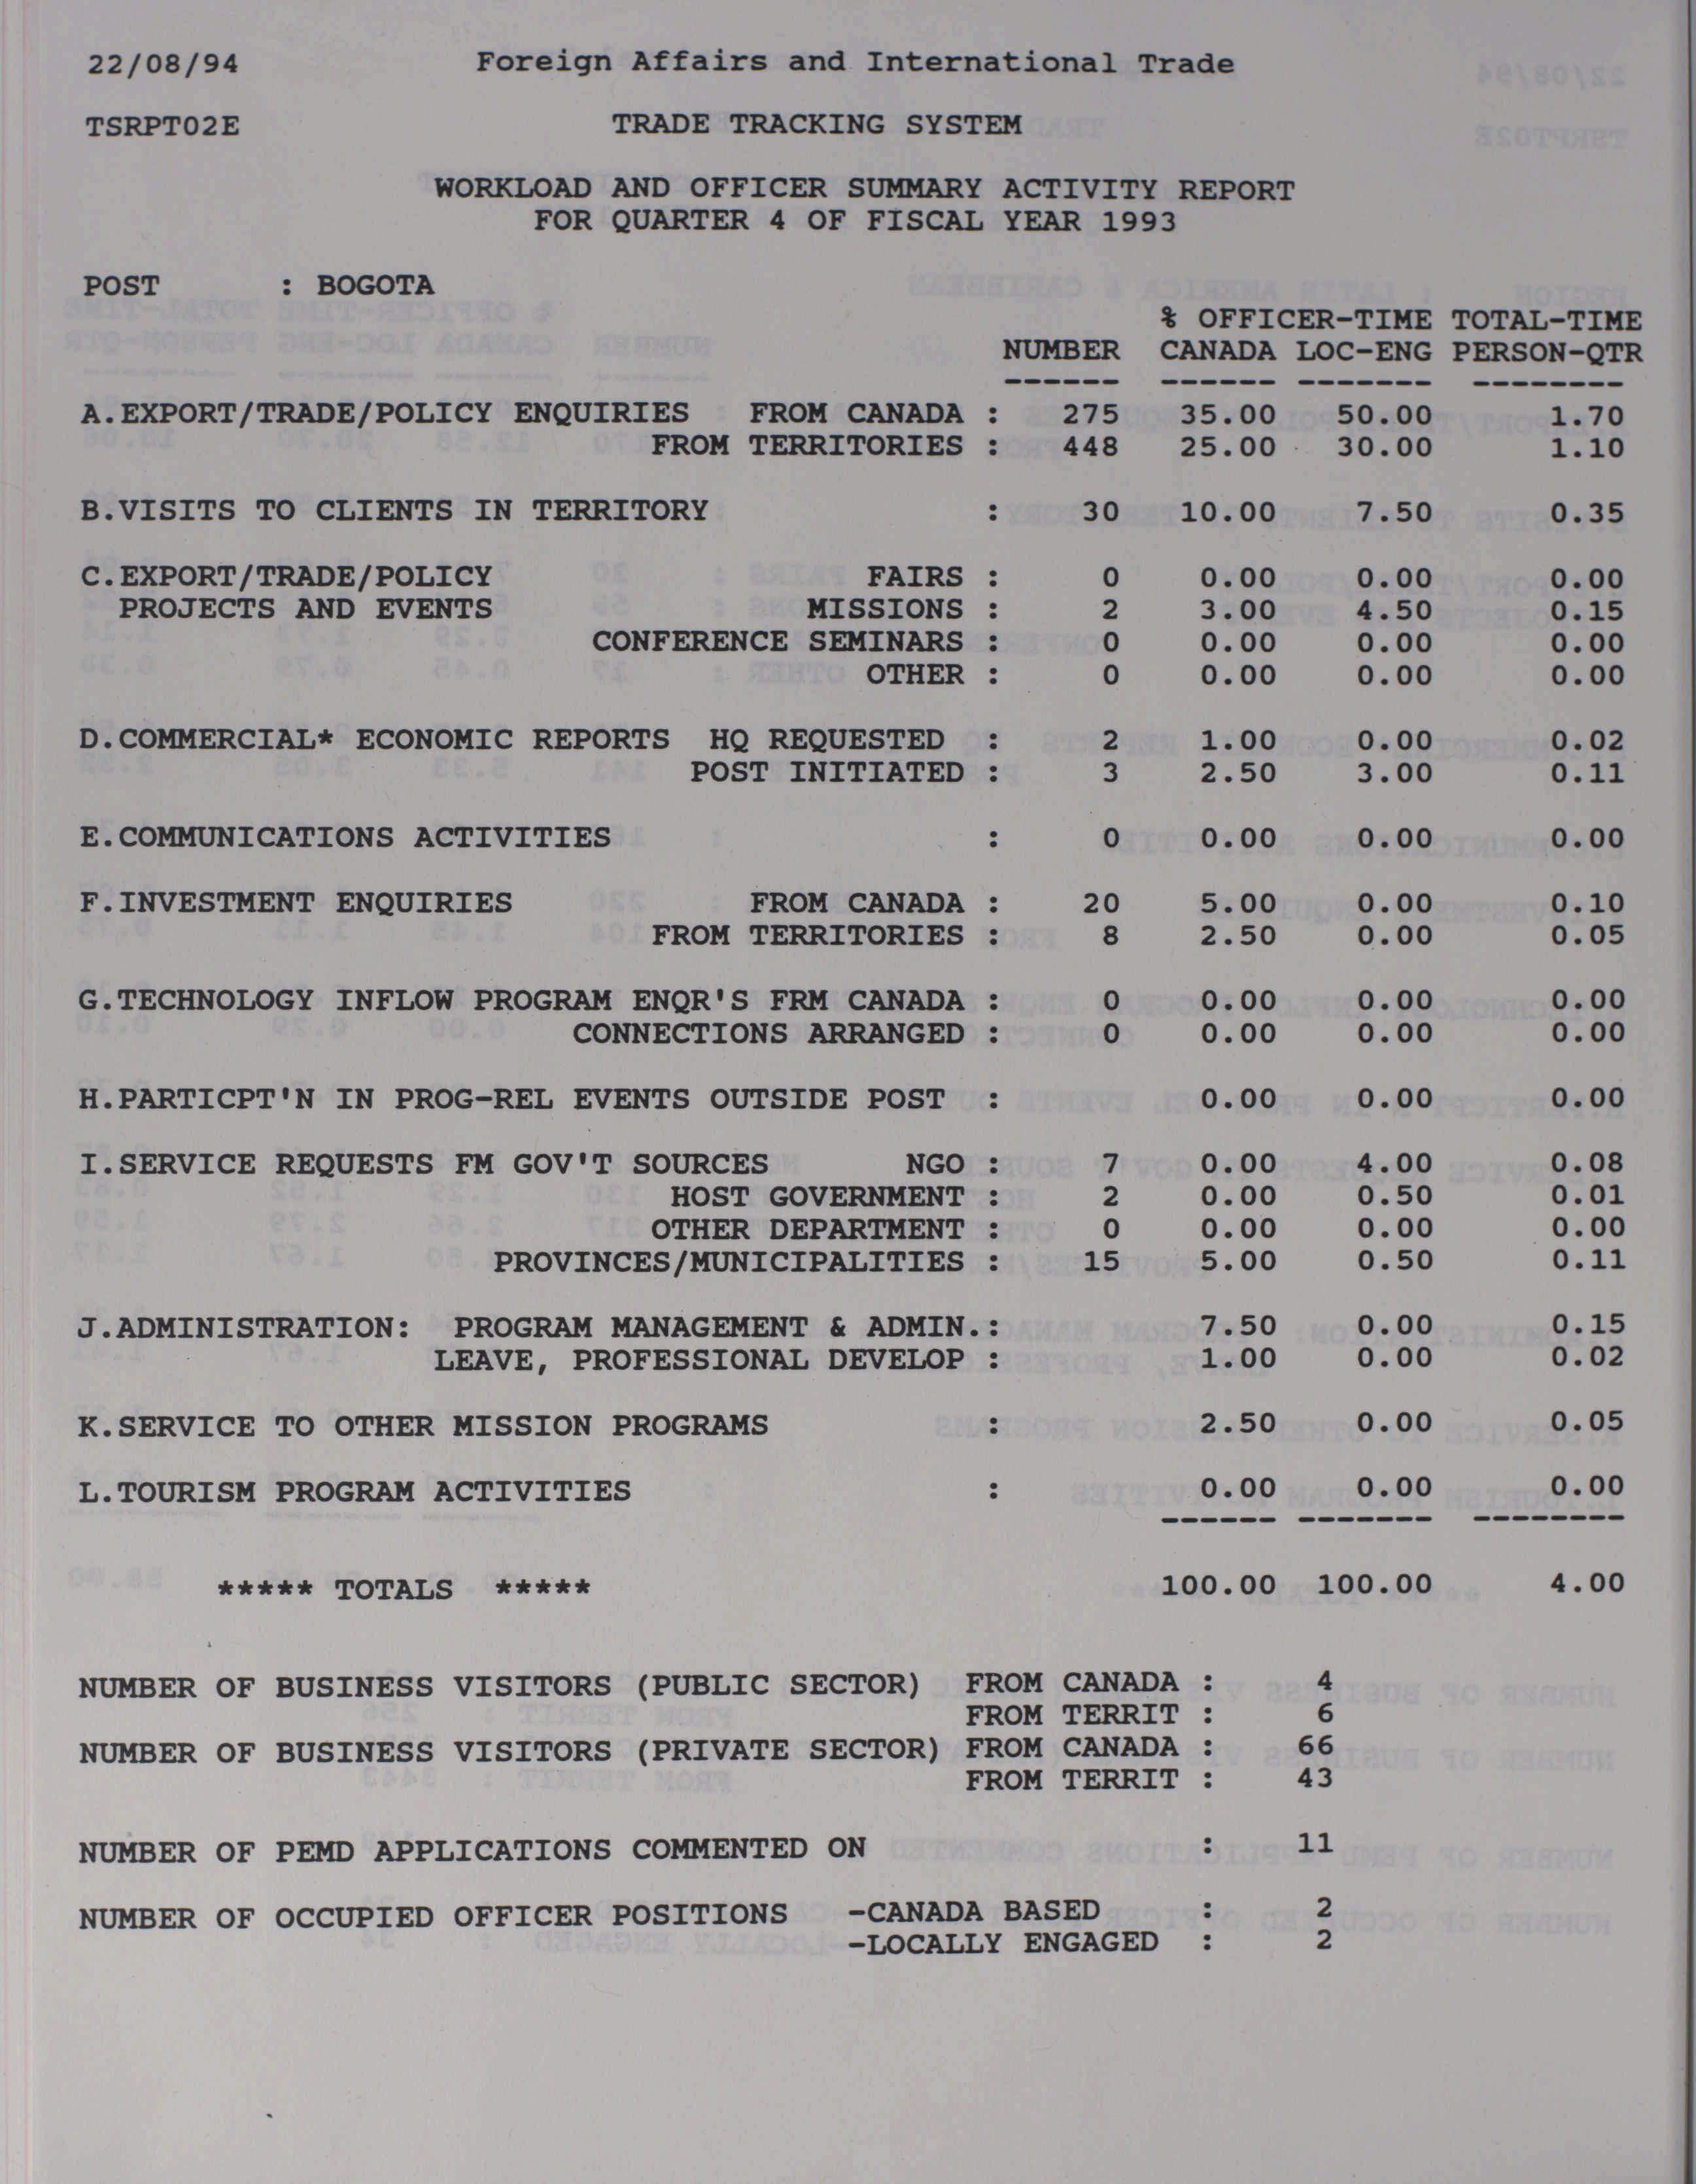 22/08/94 Foreign Affairs and International Trade
TSRPT02E TRADE TRACKING SYSTEM
WORKLOAD AND OFFICER SUMMARY ACTIVITY REPORT
FOR QUARTER 4 OF FISCAL YEAR 1993
POST : BOGOTA
% OFFICER-TIME TOTAL-TIME
NUMBER CANADA LOC-ENG PERSON-QTR
------ ------ ------- --------
A.EXPORT/TRADE/POLICY ENQUIRIES FROM CANADA : 275 35.00 50.00 1.70
FROM TERRITORIES : 448 25.00 30.00 1.10
B.VISITS TO CLIENTS IN TERRITORY : 30 10.00 7.50 0.35
C.EXPORT/TRADE/POLICY FAIRS : 0 0.00 0.00 0.00
PROJECTS AND EVENTS MISSIONS : 2 3.00 4.50 0.15
CONFERENCE SEMINARS : 0 0.00 0.00 0.00
OTHER : 0 0.00 0.00 0.00
D.COMMERCIAL* ECONOMIC REPORTS HQ REQUESTED : 2 1.00 0.00 0.02
POST INITIATED : 3 2.50 3.00 0.11
E.COMMUNICATIONS ACTIVITIES : 0 0.00 0.00 0.00
F.INVESTMENT ENQUIRIES FROM CANADA : 20 5.00 0.00 0.10
FROM TERRITORIES : 8 2.50 0.00 0.05
G.TECHNOLOGY INFLOW PROGRAM ENQR'S FRM CANADA : 0 0.00 0.00 0.00
CONNECTIONS ARRANGED : 0 0.00 0.00 0.00
H.PARTICPT'N IN PROG-REL EVENTS OUTSIDE POST : 0.00 0.00 0.00
I.SERVICE REQUESTS FM GOV'T SOURCES NGO : 7 0.00 4.00 0.08
HOST GOVERNMENT : 2 0.00 0.50 0.01
OTHER DEPARTMENT : 0 0.00 0.00 0.00
PROVINCES/MUNICIPALITIES : 15 5.00 0.50 0.11
J.ADMINISTRATION: PROGRAM MANAGEMENT & ADMIN.: 7.50 0.00 0.15
LEAVE, PROFESSIONAL DEVELOP : 1.00 0.00 0.02
K.SERVICE TO OTHER MISSION PROGRAMS : 2.50 0.00 0.05
L.TOURISM PROGRAM ACTIVITIES : 0.00 0.00 0.00
------ ------- --------
***** TOTALS ***** 100.00 100.00 4.00
NUMBER OF BUSINESS VISITORS (PUBLIC SECTOR) FROM CANADA : 4
FROM TERRIT : 6
NUMBER OF BUSINESS VISITORS (PRIVATE SECTOR) FROM CANADA : 66
FROM TERRIT : 43
NUMBER OF PEMD APPLICATIONS COMMENTED ON : 11
NUMBER OF OCCUPIED OFFICER POSITIONS -CANADA BASED : 2
-LOCALLY ENGAGED : 2